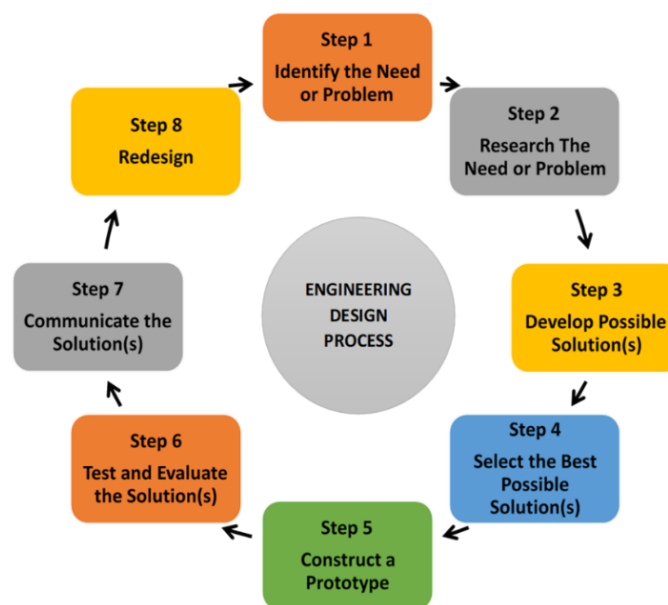 Step 1
Identify the Need
or Problem
Step 2
Research The
Need or Problem
Step 3
Develop Possible
Solution(s)
Step 4
Select the Best
Possible
Solution(s)
Step 5
Construct a
Prototype
Step 6
Test and Evaluate
the Solution(s)
Step 7
Communicate the
Solution(s)
Step 8
Redesign
ENGINEERING
DESIGN
PROCESS